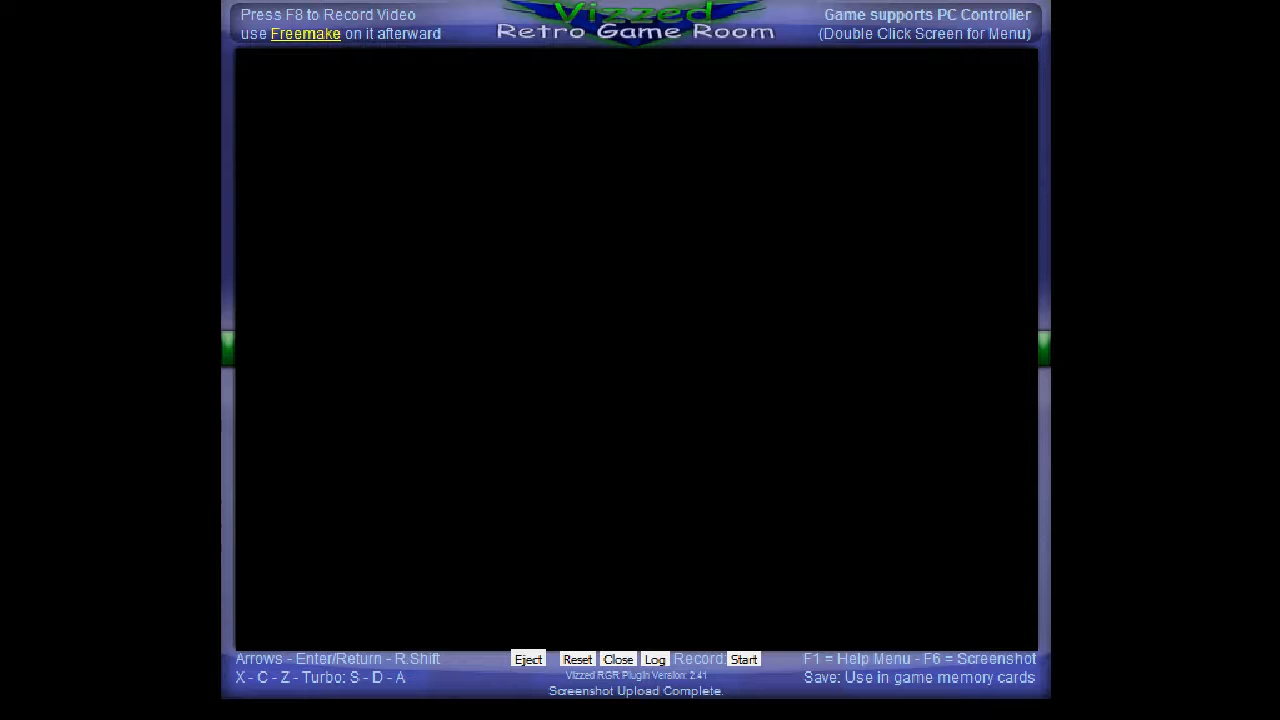 Press F8 to Record Video
use Freemake on it afterward
Vizzed
Retro Game Room
Game supports PC Controller
(Double Click Screen for Menu)
Arrows - Enter/Return - R.Shift
X - C - Z - Turbo: S - D - A
Eject Reset Close Log Record: Start
Vizzed RGR Plugin Version: 2.41
Screenshot Upload Complete.
F1 = Help Menu - F6 = Screenshot
Save: Use in game memory cards